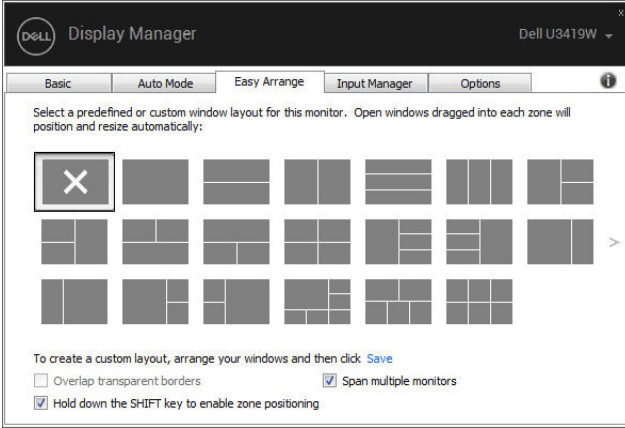 x
DELL
Display Manager
Dell U3419W
Basic
Auto Mode
Easy Arrange
Input Manager
Options
i
Select a predefined or custom window layout for this monitor. Open windows dragged into each zone will
position and resize automatically:
>
To create a custom layout, arrange your windows and then click Save
Overlap transparent borders
Span multiple monitors
Hold down the SHIFT key to enable zone positioning